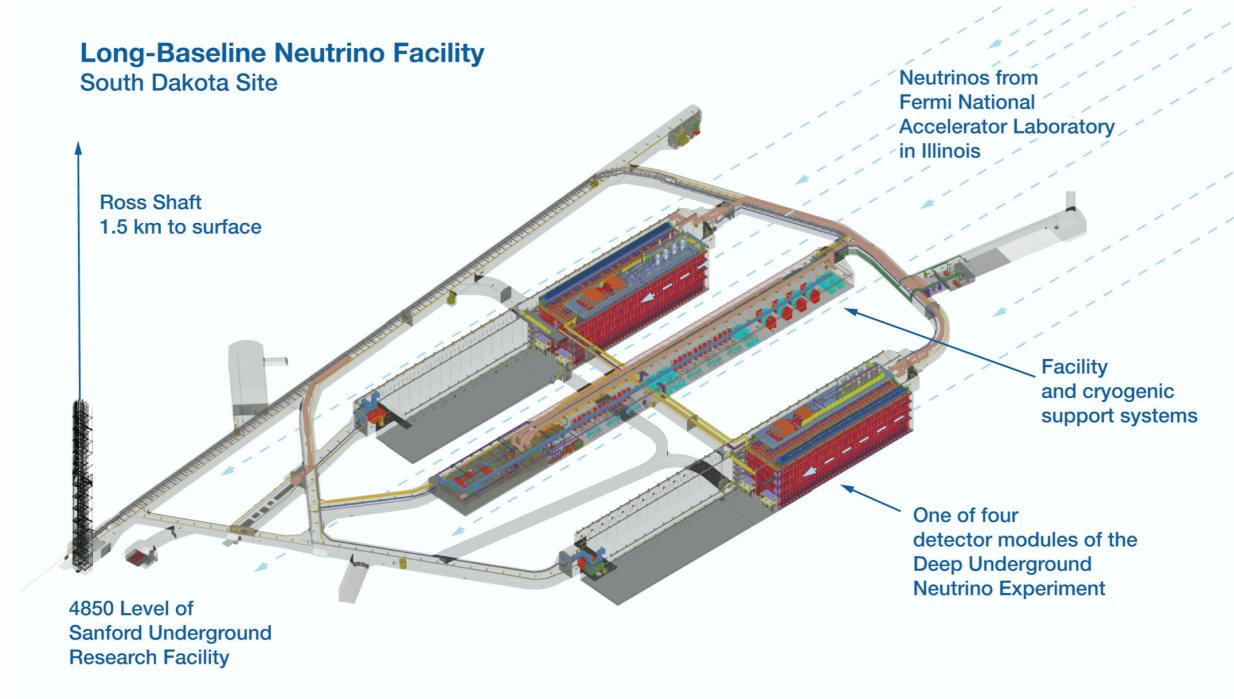 Long-Baseline Neutrino Facility
South Dakota Site
Neutrinos from
Fermi National
Accelerator Laboratory
in Illinois
Ross Shaft
1.5 km to surface
Facility
and cryogenic
support systems
One of four
detector modules of the
Deep Underground
Neutrino Experiment
4850 Level of
Sanford Underground
Research Facility